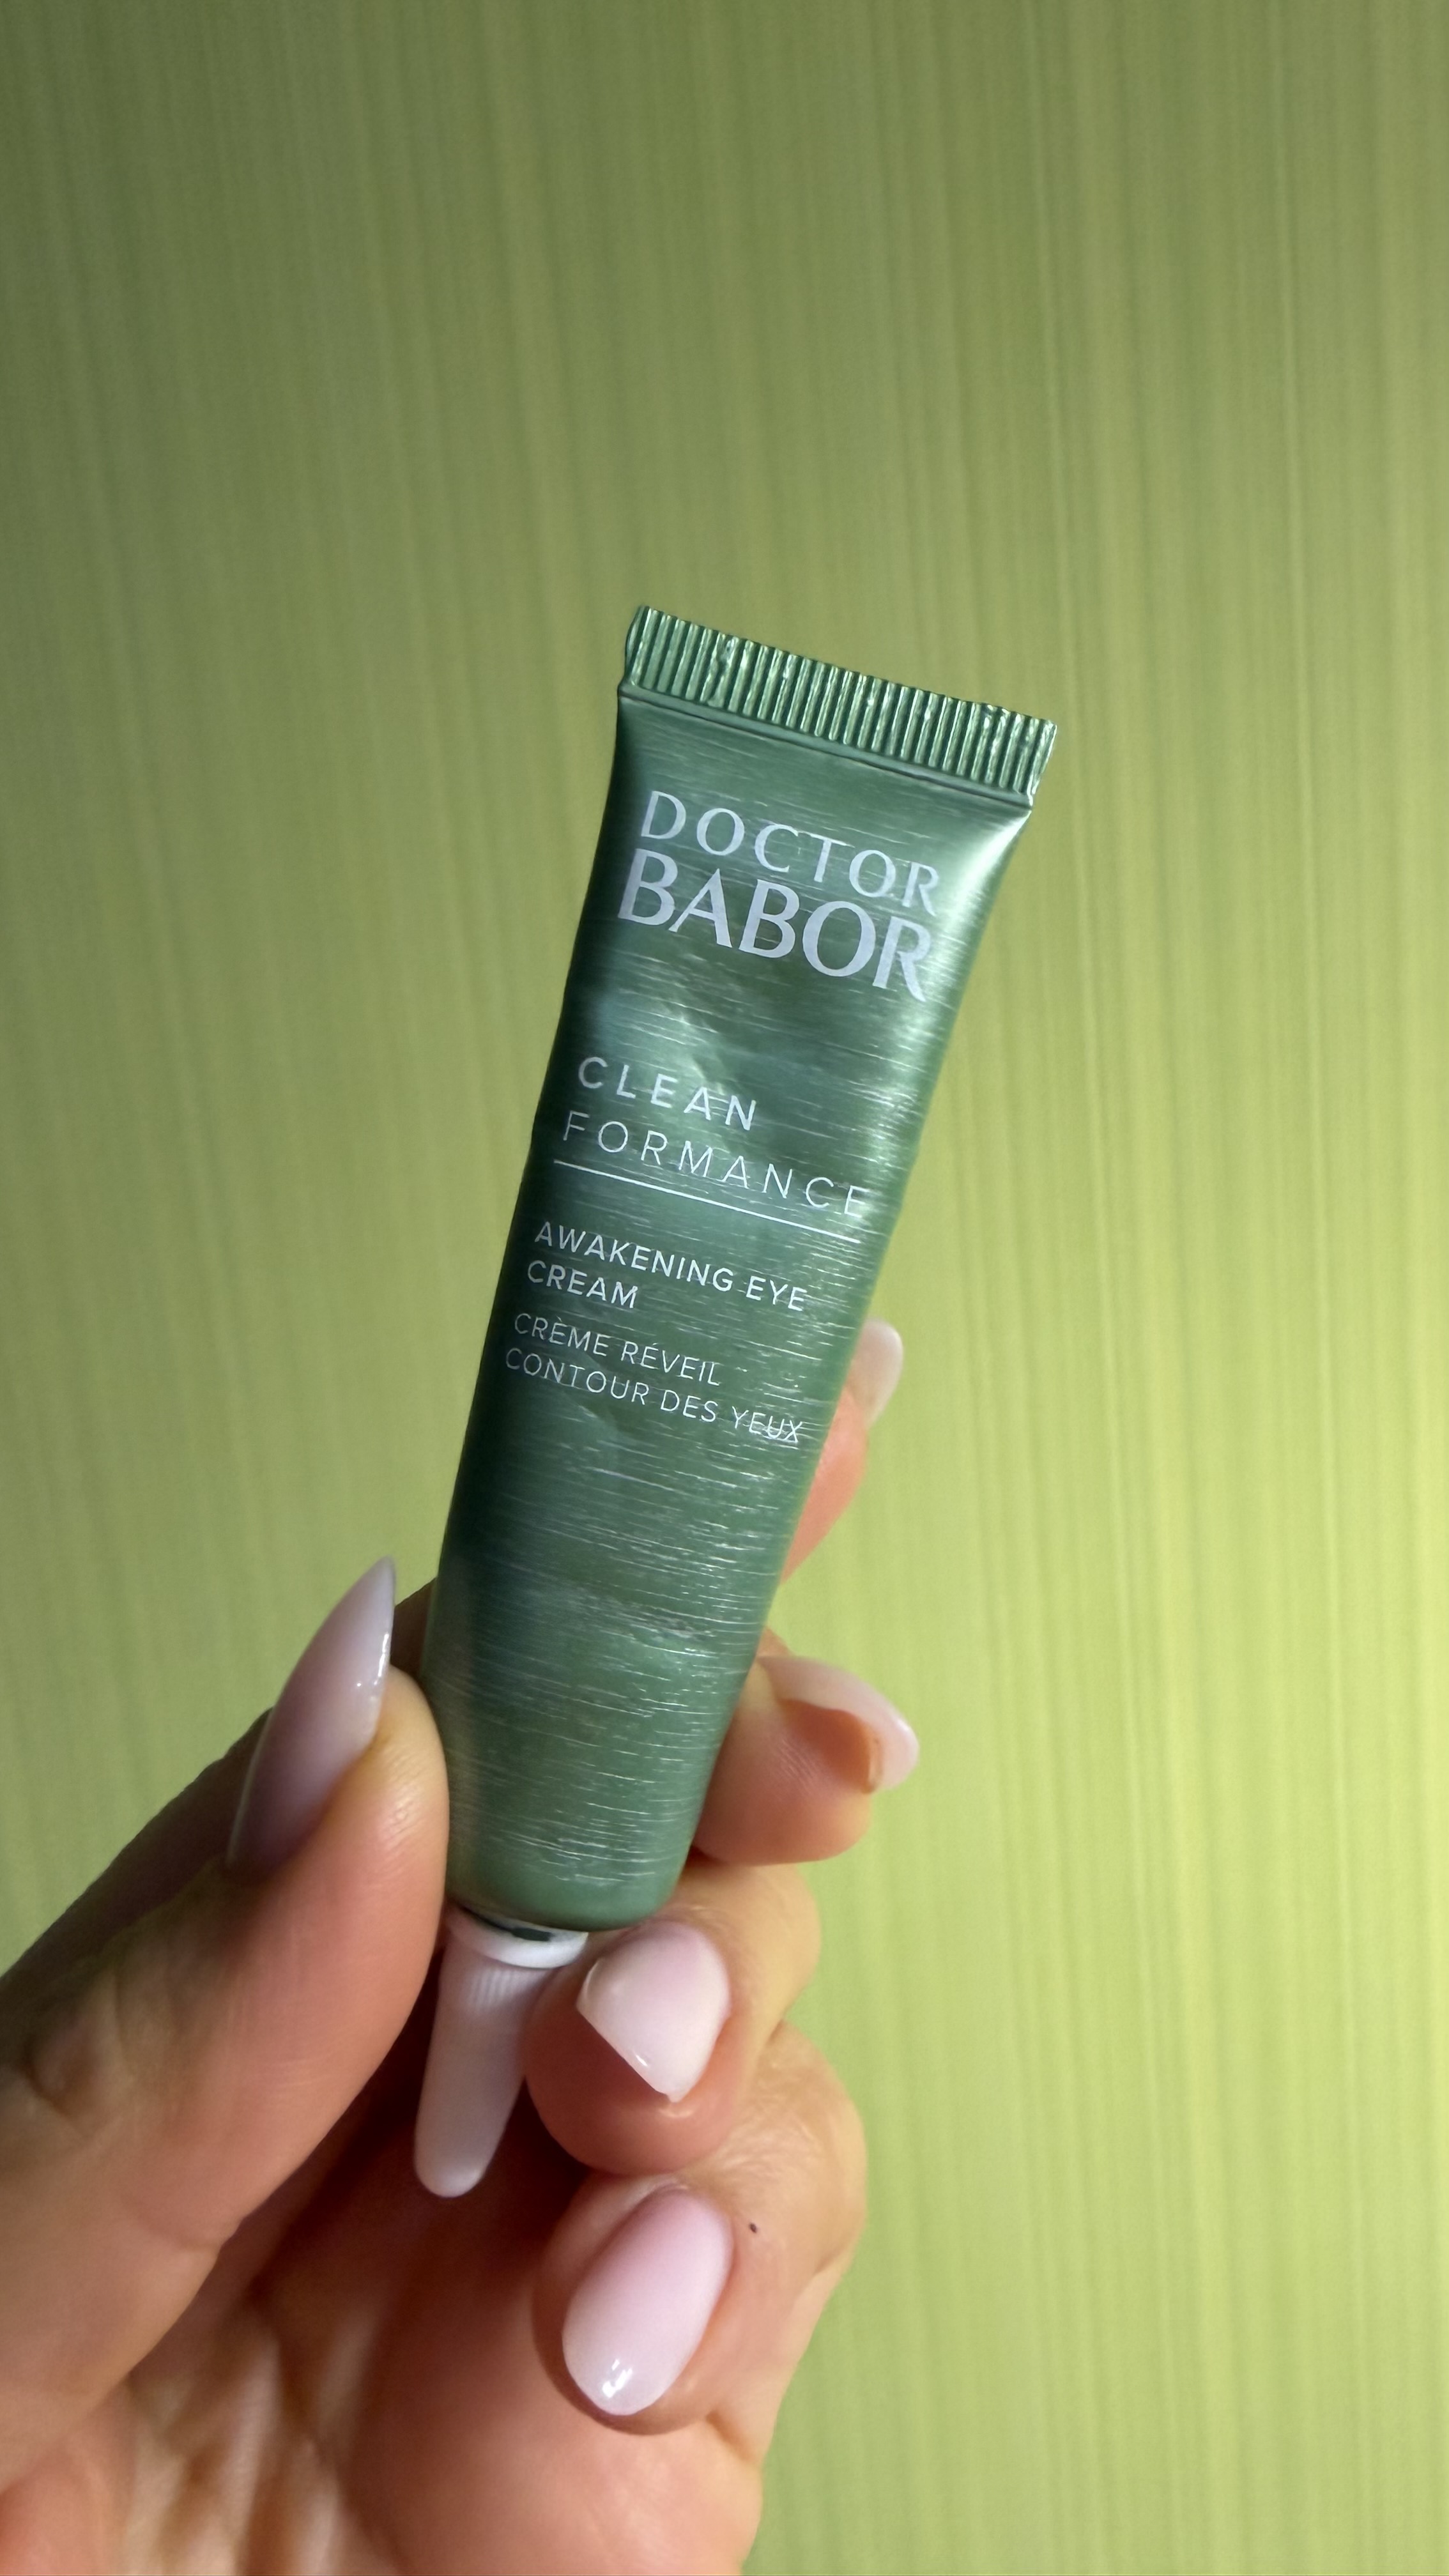 DOCTOR
BABOR
CLEAN
FORMANCE
AWAKENING EYE
CREAM
CRÈME RÉVEIL
CONTOUR DES YEUX